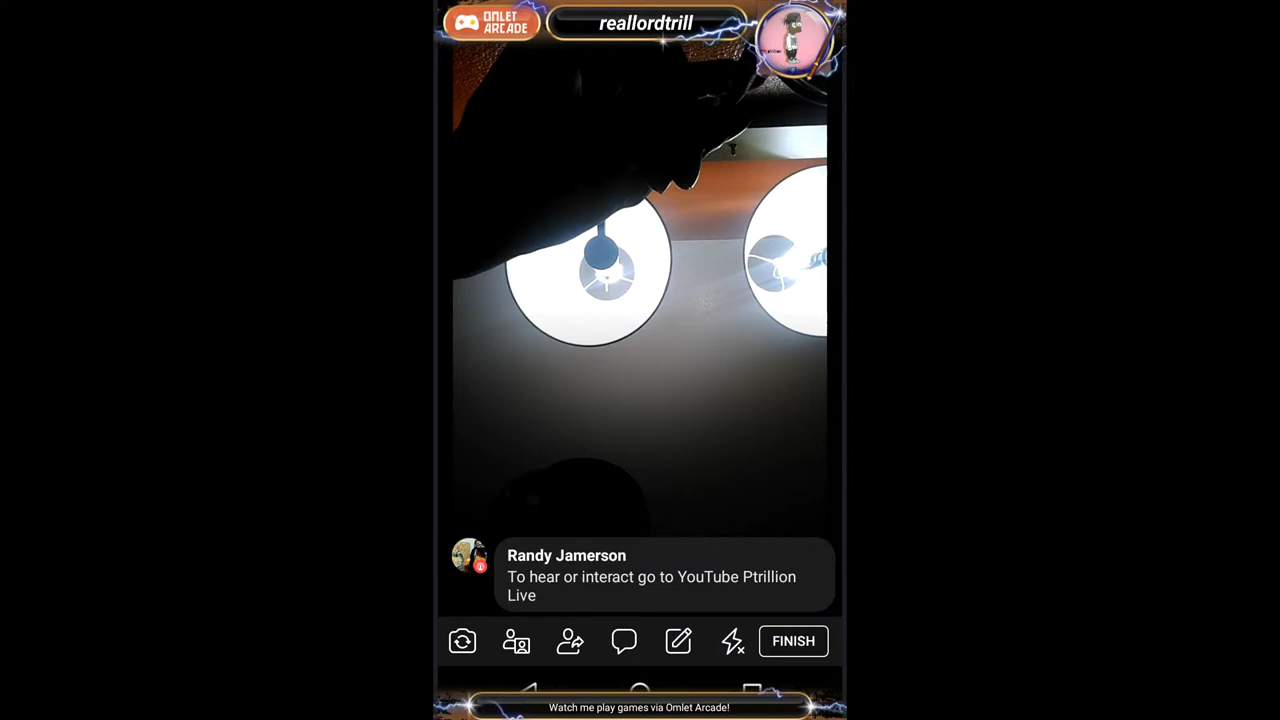 OMLET
ARCADE
reallordtrill
Randy Jamerson
To hear or interact go to YouTube Ptrillion
Live
FINISH
Watch me play games via Omlet Arcade!